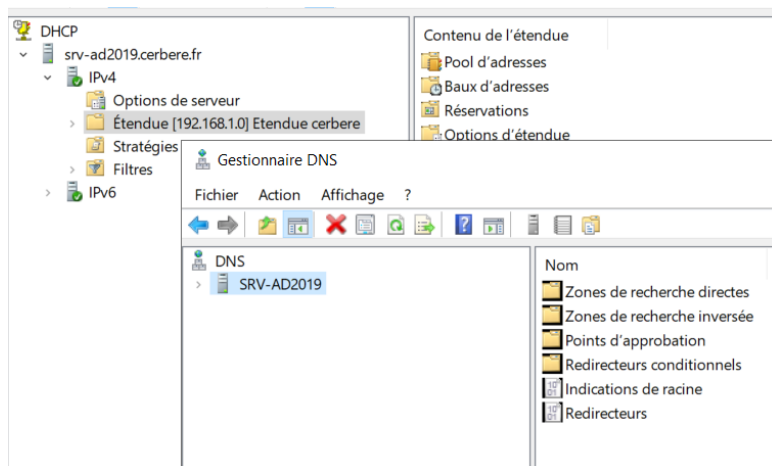 DHCP
srv-ad2019.cerbere.fr
IPv4
Options de serveur
Étendue [192.168.1.0] Etendue cerbere
Stratégies
Filtres
IPv6
Contenu de l'étendue
Pool d'adresses
Baux d'adresses
Réservations
Options d'étendue
Gestionnaire DNS
Fichier Action Affichage ?
DNS
SRV-AD2019
Nom
Zones de recherche directes
Zones de recherche inversée
Points d'approbation
Redirecteurs conditionnels
Indications de racine
Redirecteurs